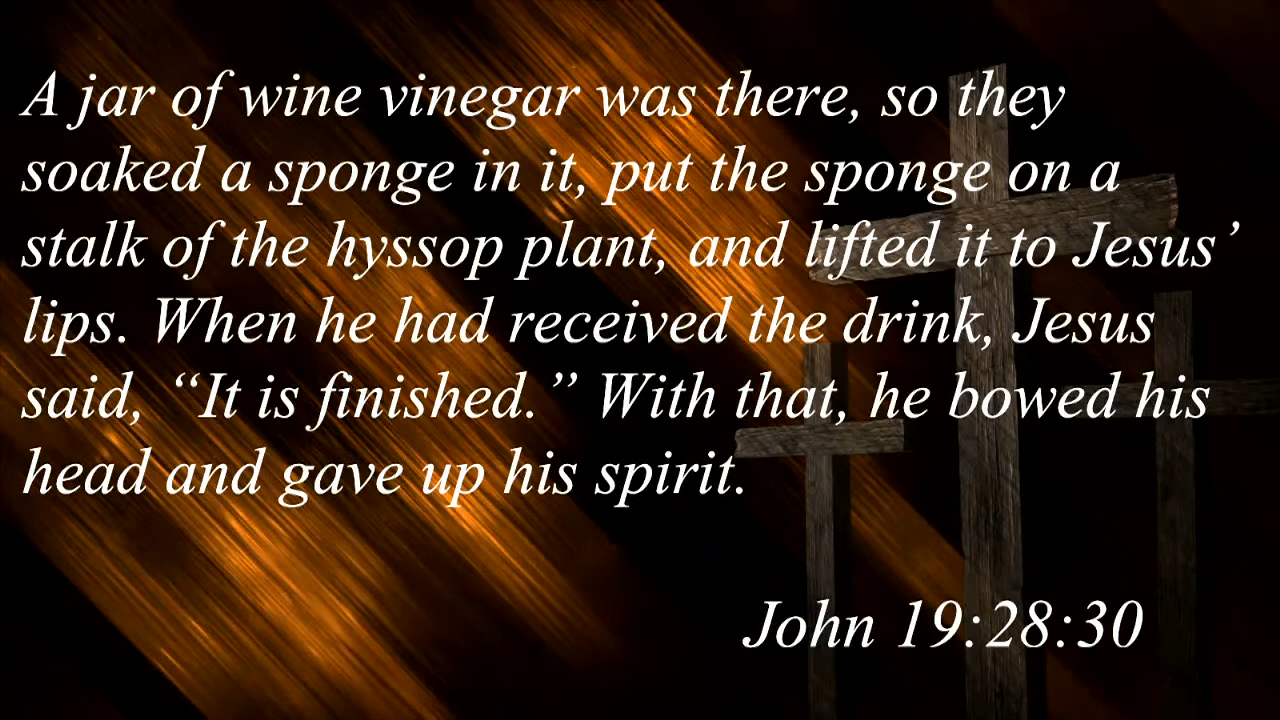 A jar of wine vinegar was there, so they
soaked a sponge in it, put the sponge on a
stalk of the hyssop plant, and lifted it to Jesus’
lips. When he had received the drink, Jesus
said, “It is finished.” With that, he bowed his
head and gave up his spirit.
John 19:28:30